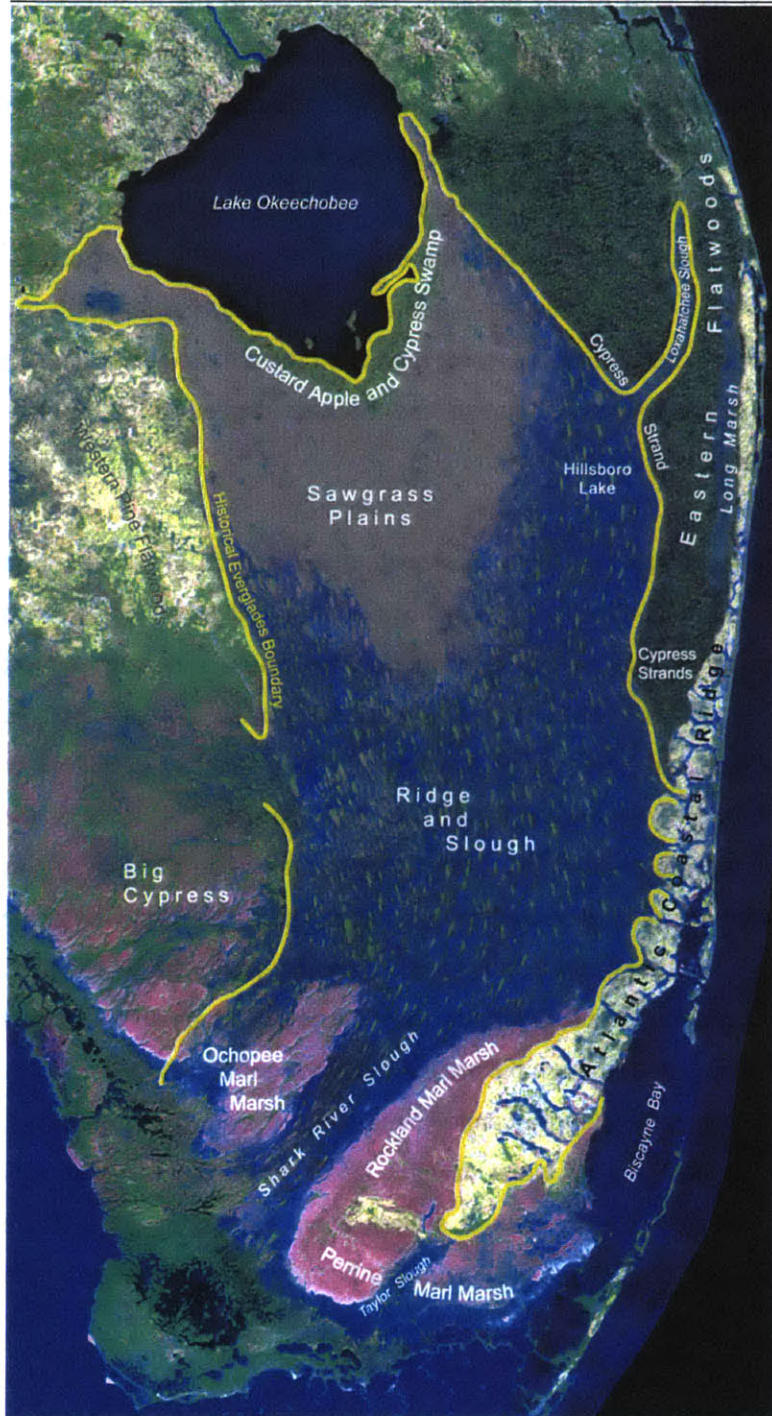 Lake Okeechobee
Custard Apple and Cypress Swamp
Loxahatchee Slough
Eastern Flatwoods
Long Marsh
Cypress
Strand
Hillsboro
Lake
Sawgrass
Plains
Western Pine Flatwood
Historical Everglades Boundary
Cypress
Strands
Ridge
and
Slough
Big
Cypress
Atlantic Coastal Ridge
Ochopee
Marl
Marsh
Shark River Slough
Rockland Marl Marsh
Biscayne Bay
Perrine
Taylor Slough
Marl Marsh